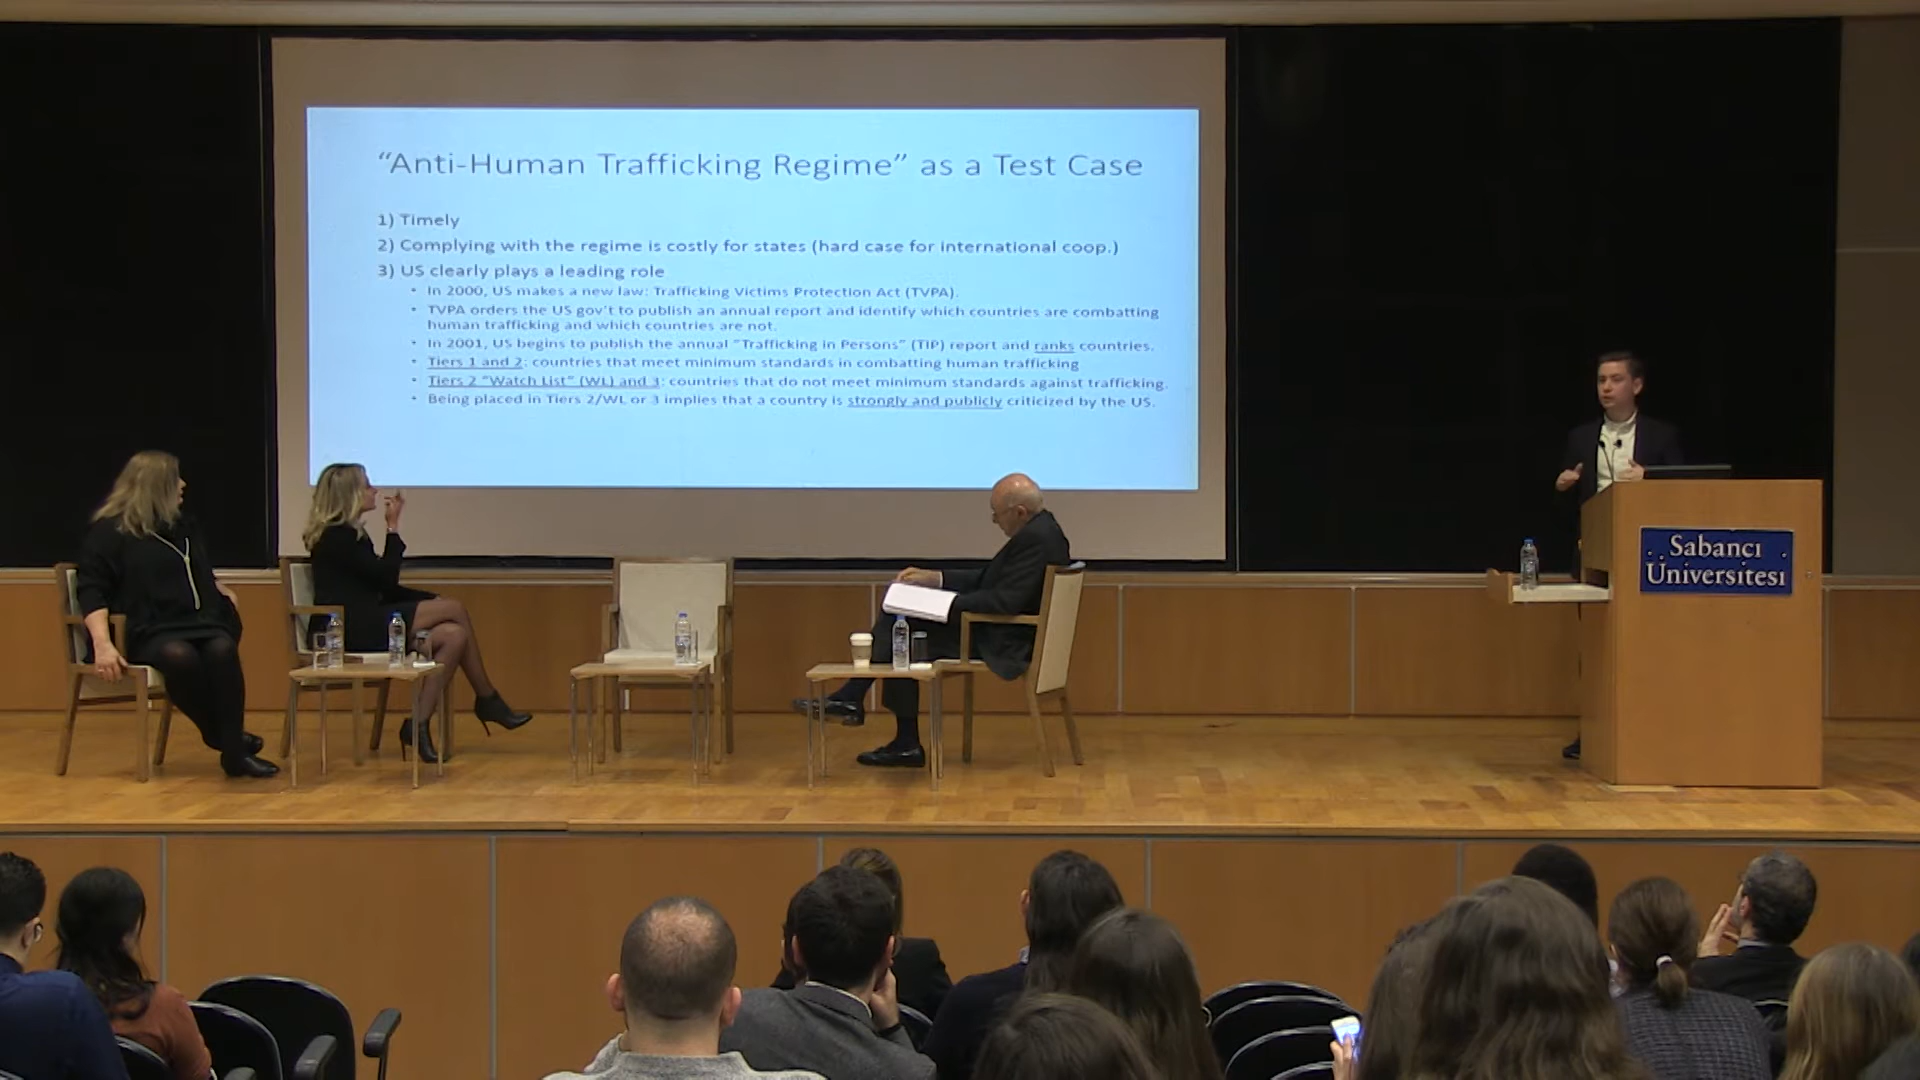 “Anti-Human Trafficking Regime” as a Test Case
1) Timely
2) Complying with the regime is costly for states (hard case for international coop.)
3) US clearly plays a leading role
• In 2000, US makes a new law: Trafficking Victims Protection Act (TVPA).
• TVPA orders the US gov't to publish an annual report and identify which countries are combatting
human trafficking and which countries are not.
• In 2001, US begins to publish the annual “Trafficking in Persons” (TIP) report and ranks countries.
• Tiers 1 and 2: countries that meet minimum standards in combatting human trafficking
• Tiers 2 “Watch List” (WL) and 3: countries that do not meet minimum standards against trafficking.
• Being placed in Tiers 2/WL or 3 implies that a country is strongly and publicly criticized by the US.
Sabancı
Üniversitesi